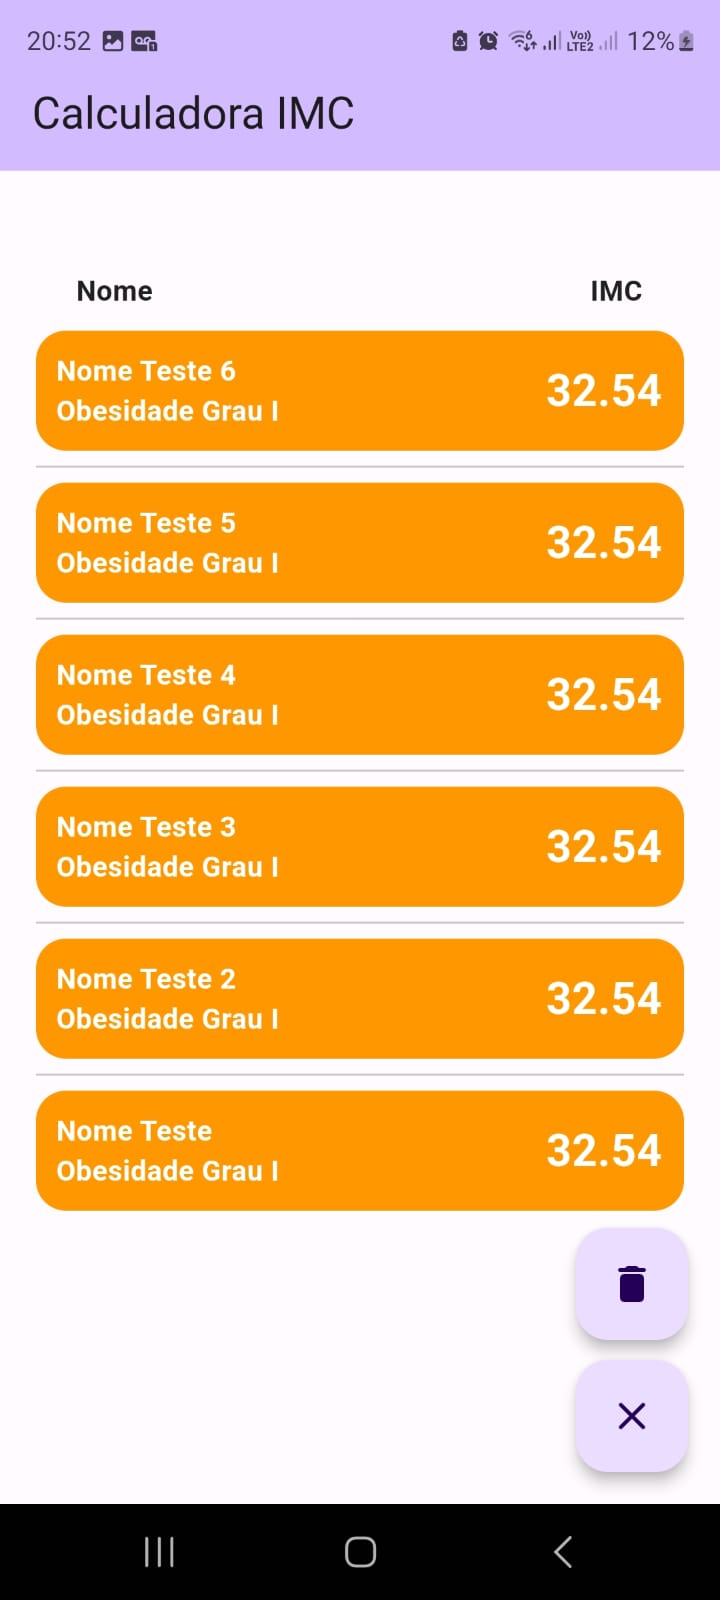 20:52
Vo))
LTE2
12%
Calculadora IMC
Nome IMC
Nome Teste 6
Obesidade Grau I
32.54
Nome Teste 5
Obesidade Grau I
32.54
Nome Teste 4
Obesidade Grau I
32.54
Nome Teste 3
Obesidade Grau I
32.54
Nome Teste 2
Obesidade Grau I
32.54
Nome Teste
Obesidade Grau I
32.54